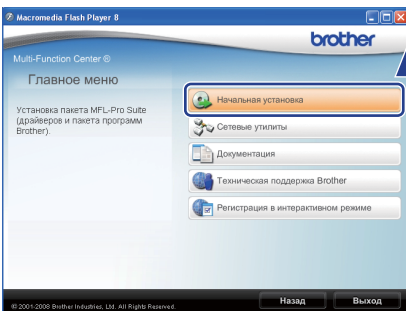 Macromedia Flash Player 8
brother
Multi-Function Center ®
Главное меню
Установка пакета MFL-Pro Suite
(драйверов и пакета программ
Brother).
Начальная установка
Сетевые утилиты
Документация
Техническая поддержка Brother
Регистрация в интерактивном режиме
© 2001-2008 Brother Industries, Ltd. All Rights Reserved.
Назад
Выход